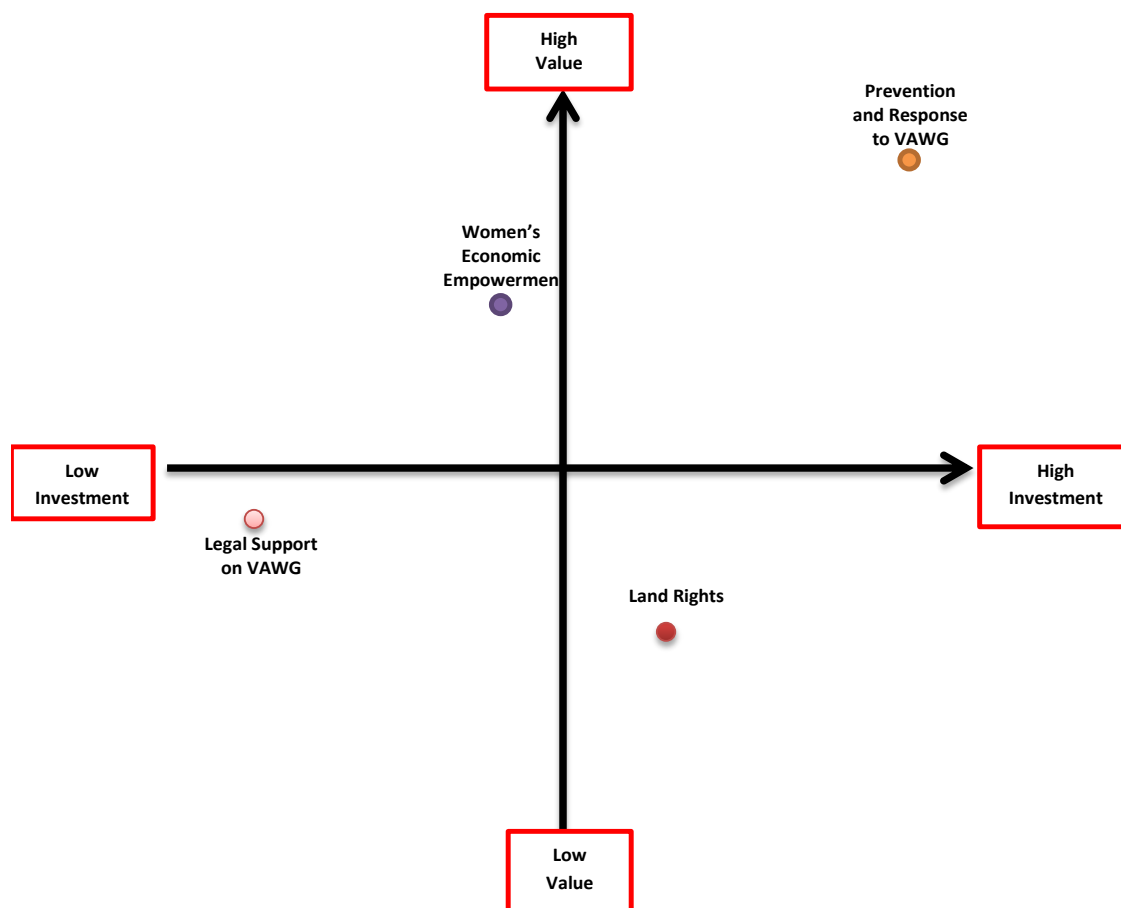 High
Value
Prevention
and Response
to VAWG
Women’s
Economic
Empowermen
Low
Investment
High
Investment
Legal Support
on VAWG
Land Rights
Low
Value